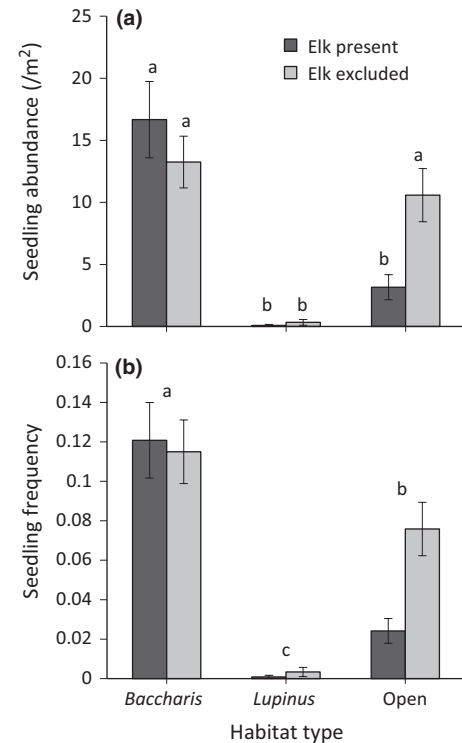 (a)
Elk present
Elk excluded
Seedling abundance (/m²)
25
20
15
10
5
0
a
a
b b
b
a
(b)
Seedling frequency
0.16
0.14
0.12
0.1
0.08
0.06
0.04
0.02
0
a
c
b
Baccharis Lupinus Open
Habitat type